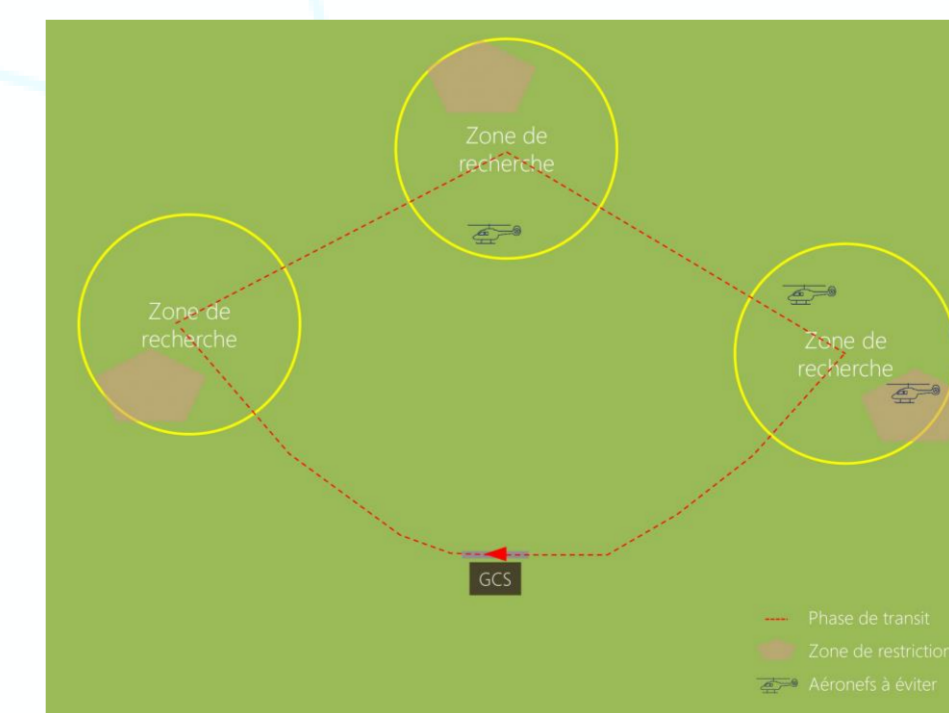 Zone de
recherche
Zone de
recherche
Zone de
recherche
GCS
Phase de transit
Zone de restriction
Aéronefs à éviter